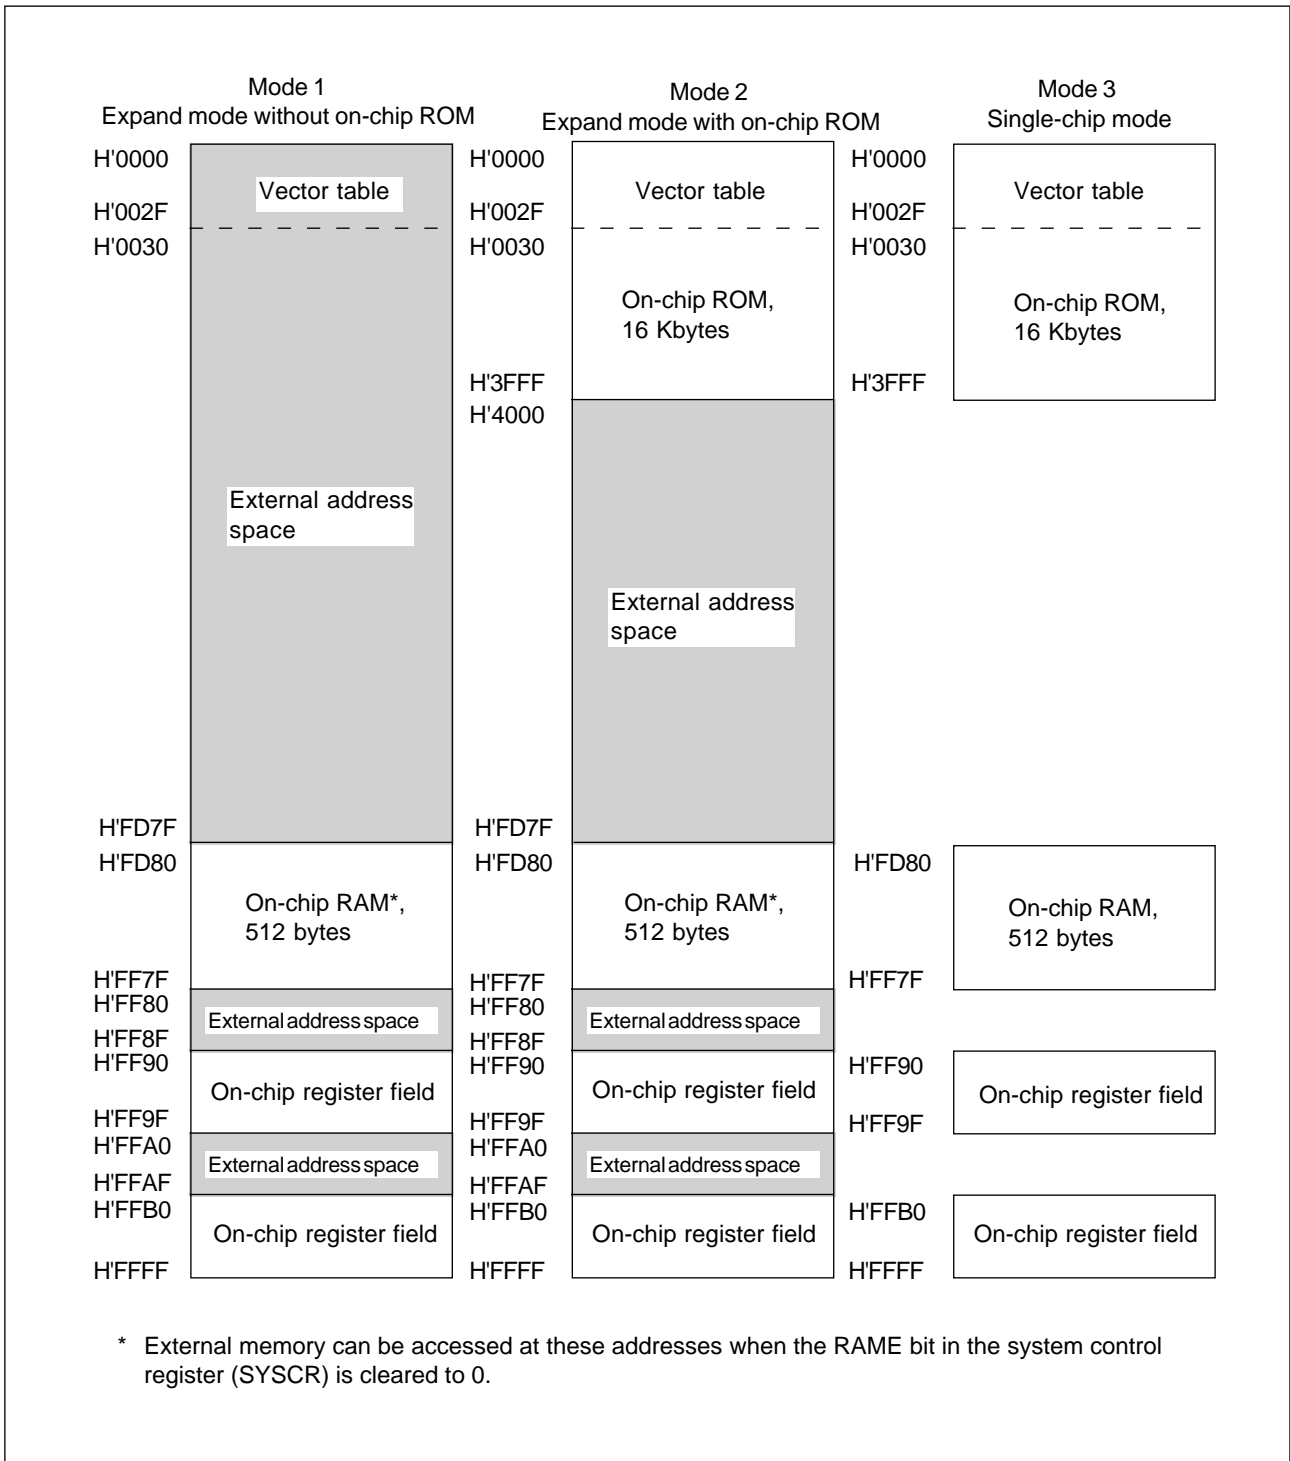 Mode 1
Expand mode without on-chip ROM
H'0000
Vector table
H'002F
H'0030
External address
space
H'FD7F
H'FD80
On-chip RAM*,
512 bytes
H'FF7F
H'FF80
External address space
H'FF8F
H'FF90
On-chip register field
H'FF9F
H'FFA0
External address space
H'FFAF
H'FFB0
On-chip register field
H'FFFF
Mode 2
Expand mode with on-chip ROM
H'0000
Vector table
H'002F
H'0030
On-chip ROM,
16 Kbytes
H'3FFF
H'4000
External address
space
H'FD7F
H'FD80
On-chip RAM*,
512 bytes
H'FF7F
H'FF80
External address space
H'FF8F
H'FF90
On-chip register field
H'FF9F
H'FFA0
External address space
H'FFAF
H'FFB0
On-chip register field
H'FFFF
Mode 3
Single-chip mode
H'0000
Vector table
H'002F
H'0030
On-chip ROM,
16 Kbytes
H'3FFF
H'FD80
On-chip RAM,
512 bytes
H'FF7F
H'FF90
On-chip register field
H'FF9F
H'FFB0
On-chip register field
H'FFFF
* External memory can be accessed at these addresses when the RAME bit in the system control
register (SYSCR) is cleared to 0.